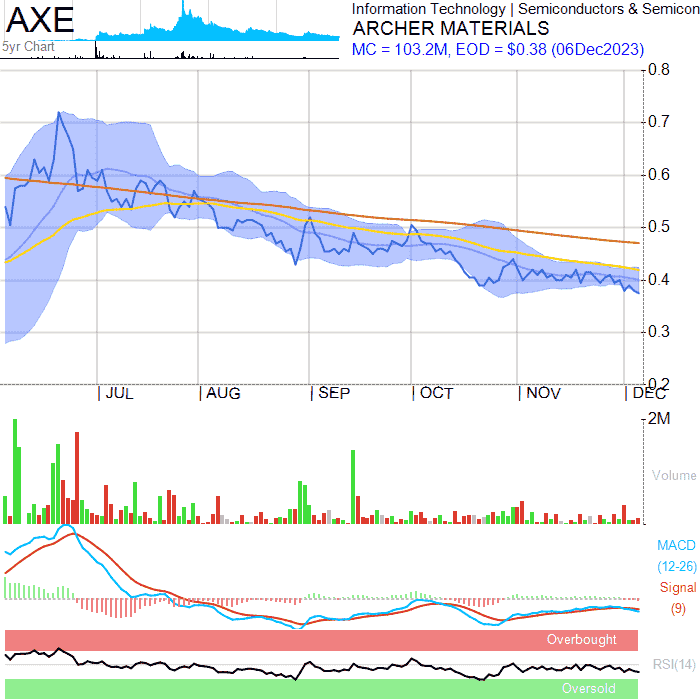 AXE
5yr Chart
Information Technology | Semiconductors & Semicon
ARCHER MATERIALS
MC = 103.2M, EOD = $0.38 (06Dec2023)
0.8
0.7
0.6
0.5
0.4
0.3
0.2
| JUL
| AUG
| SEP
| OCT
| NOV
| DEC
2M
Volume
MACD
(12-26)
Signal
(9)
Overbought
RSI(14)
Oversold